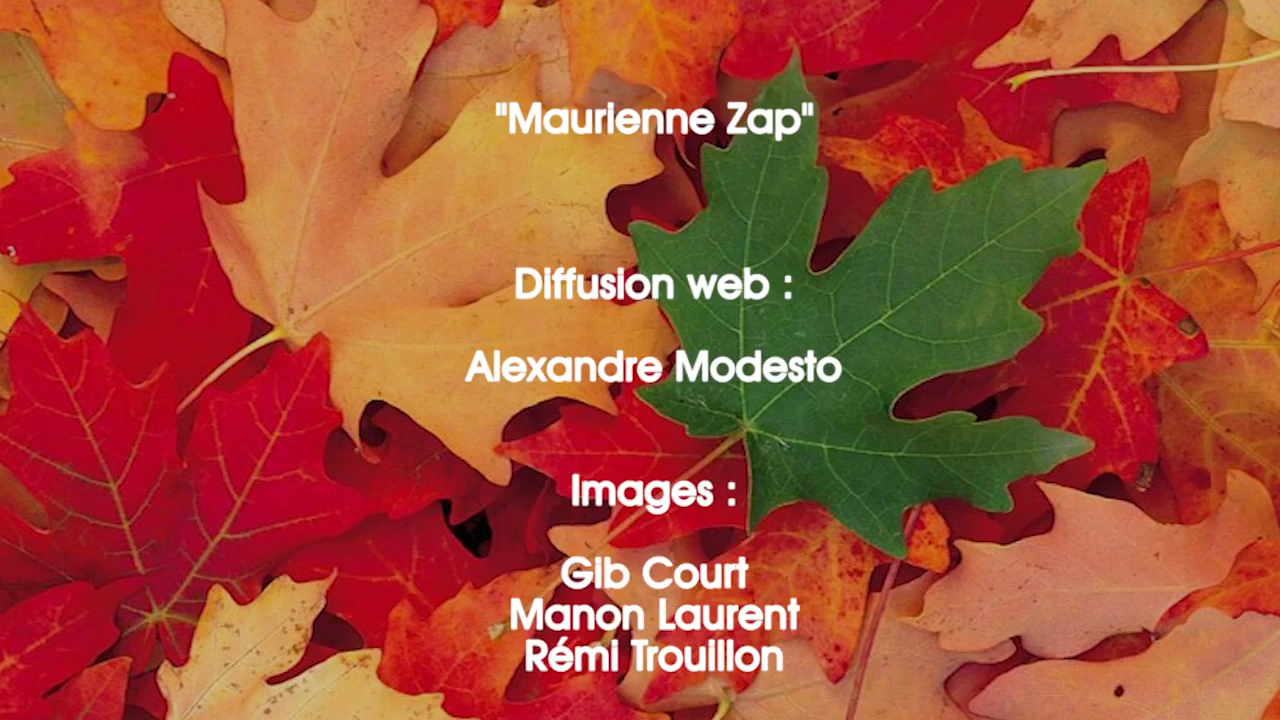 "Maurienne Zap"
Diffusion web :
Alexandre Modesto
Images :
Gib Court
Manon Laurent
Rémi Trouillon